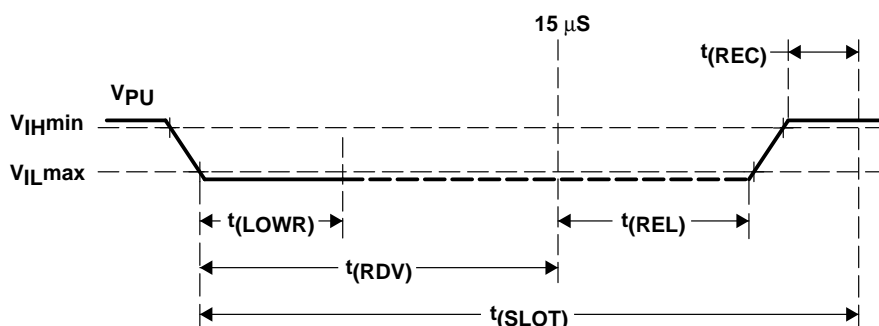 15 µS
t(REC)
VPU
VIHmin
VILmax
t(LOWR)
t(REL)
t(RDV)
t(SLOT)